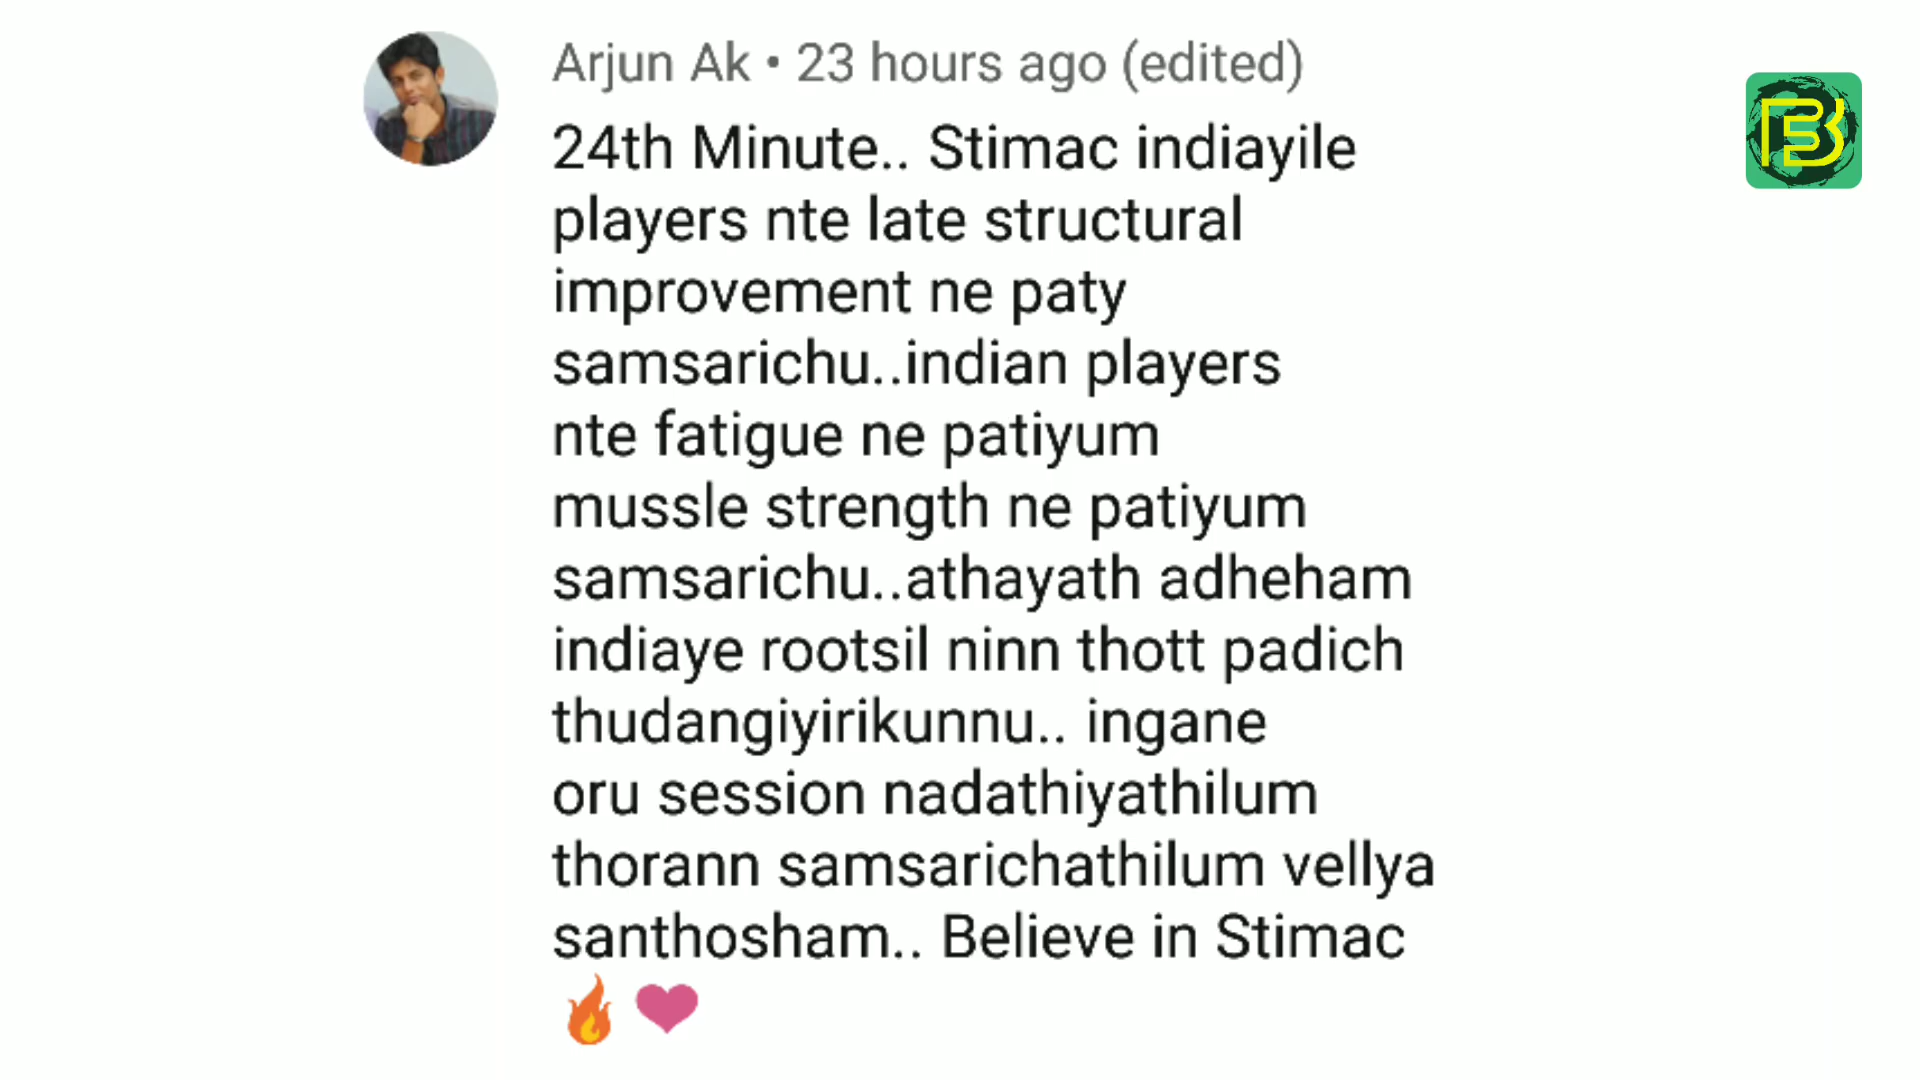 Arjun Ak • 23 hours ago (edited)
24th Minute.. Stimac indiayile
players nte late structural
improvement ne paty
samsarichu..indian players
nte fatigue ne patiyum
mussle strength ne patiyum
samsarichu..athayath adheham
indiaye rootsil ninn thott padich
thudangiyirikunnu.. ingane
oru session nadathiyathilum
thorann samsarichathilum vellya
santhosham.. Believe in Stimac
🔥 ❤